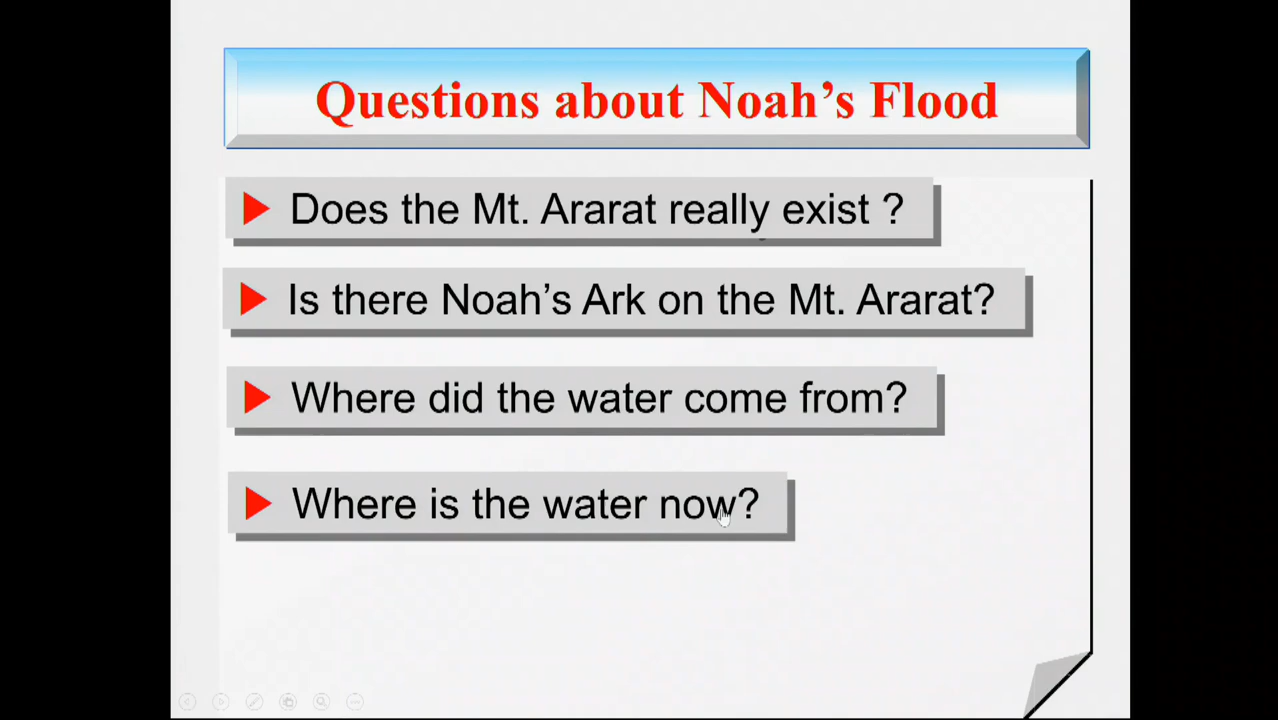 Questions about Noah’s Flood
Does the Mt. Ararat really exist ?
Is there Noah’s Ark on the Mt. Ararat?
Where did the water come from?
Where is the water now?